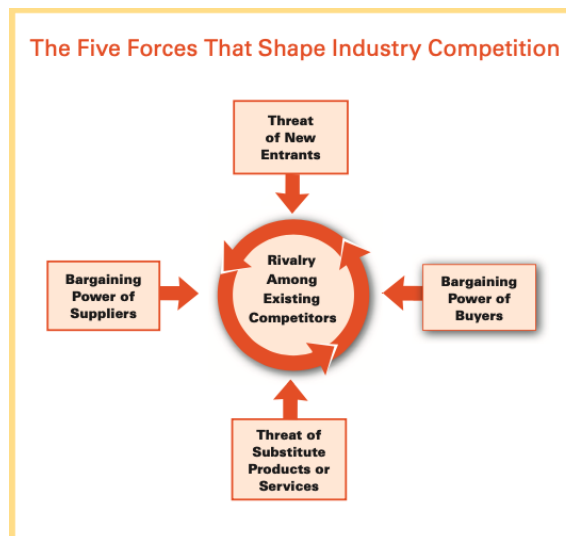 The Five Forces That Shape Industry Competition
Threat
of New
Entrants
Bargaining
Power of
Suppliers
Rivalry
Among
Existing
Competitors
Bargaining
Power of
Buyers
Threat of
Substitute
Products or
Services